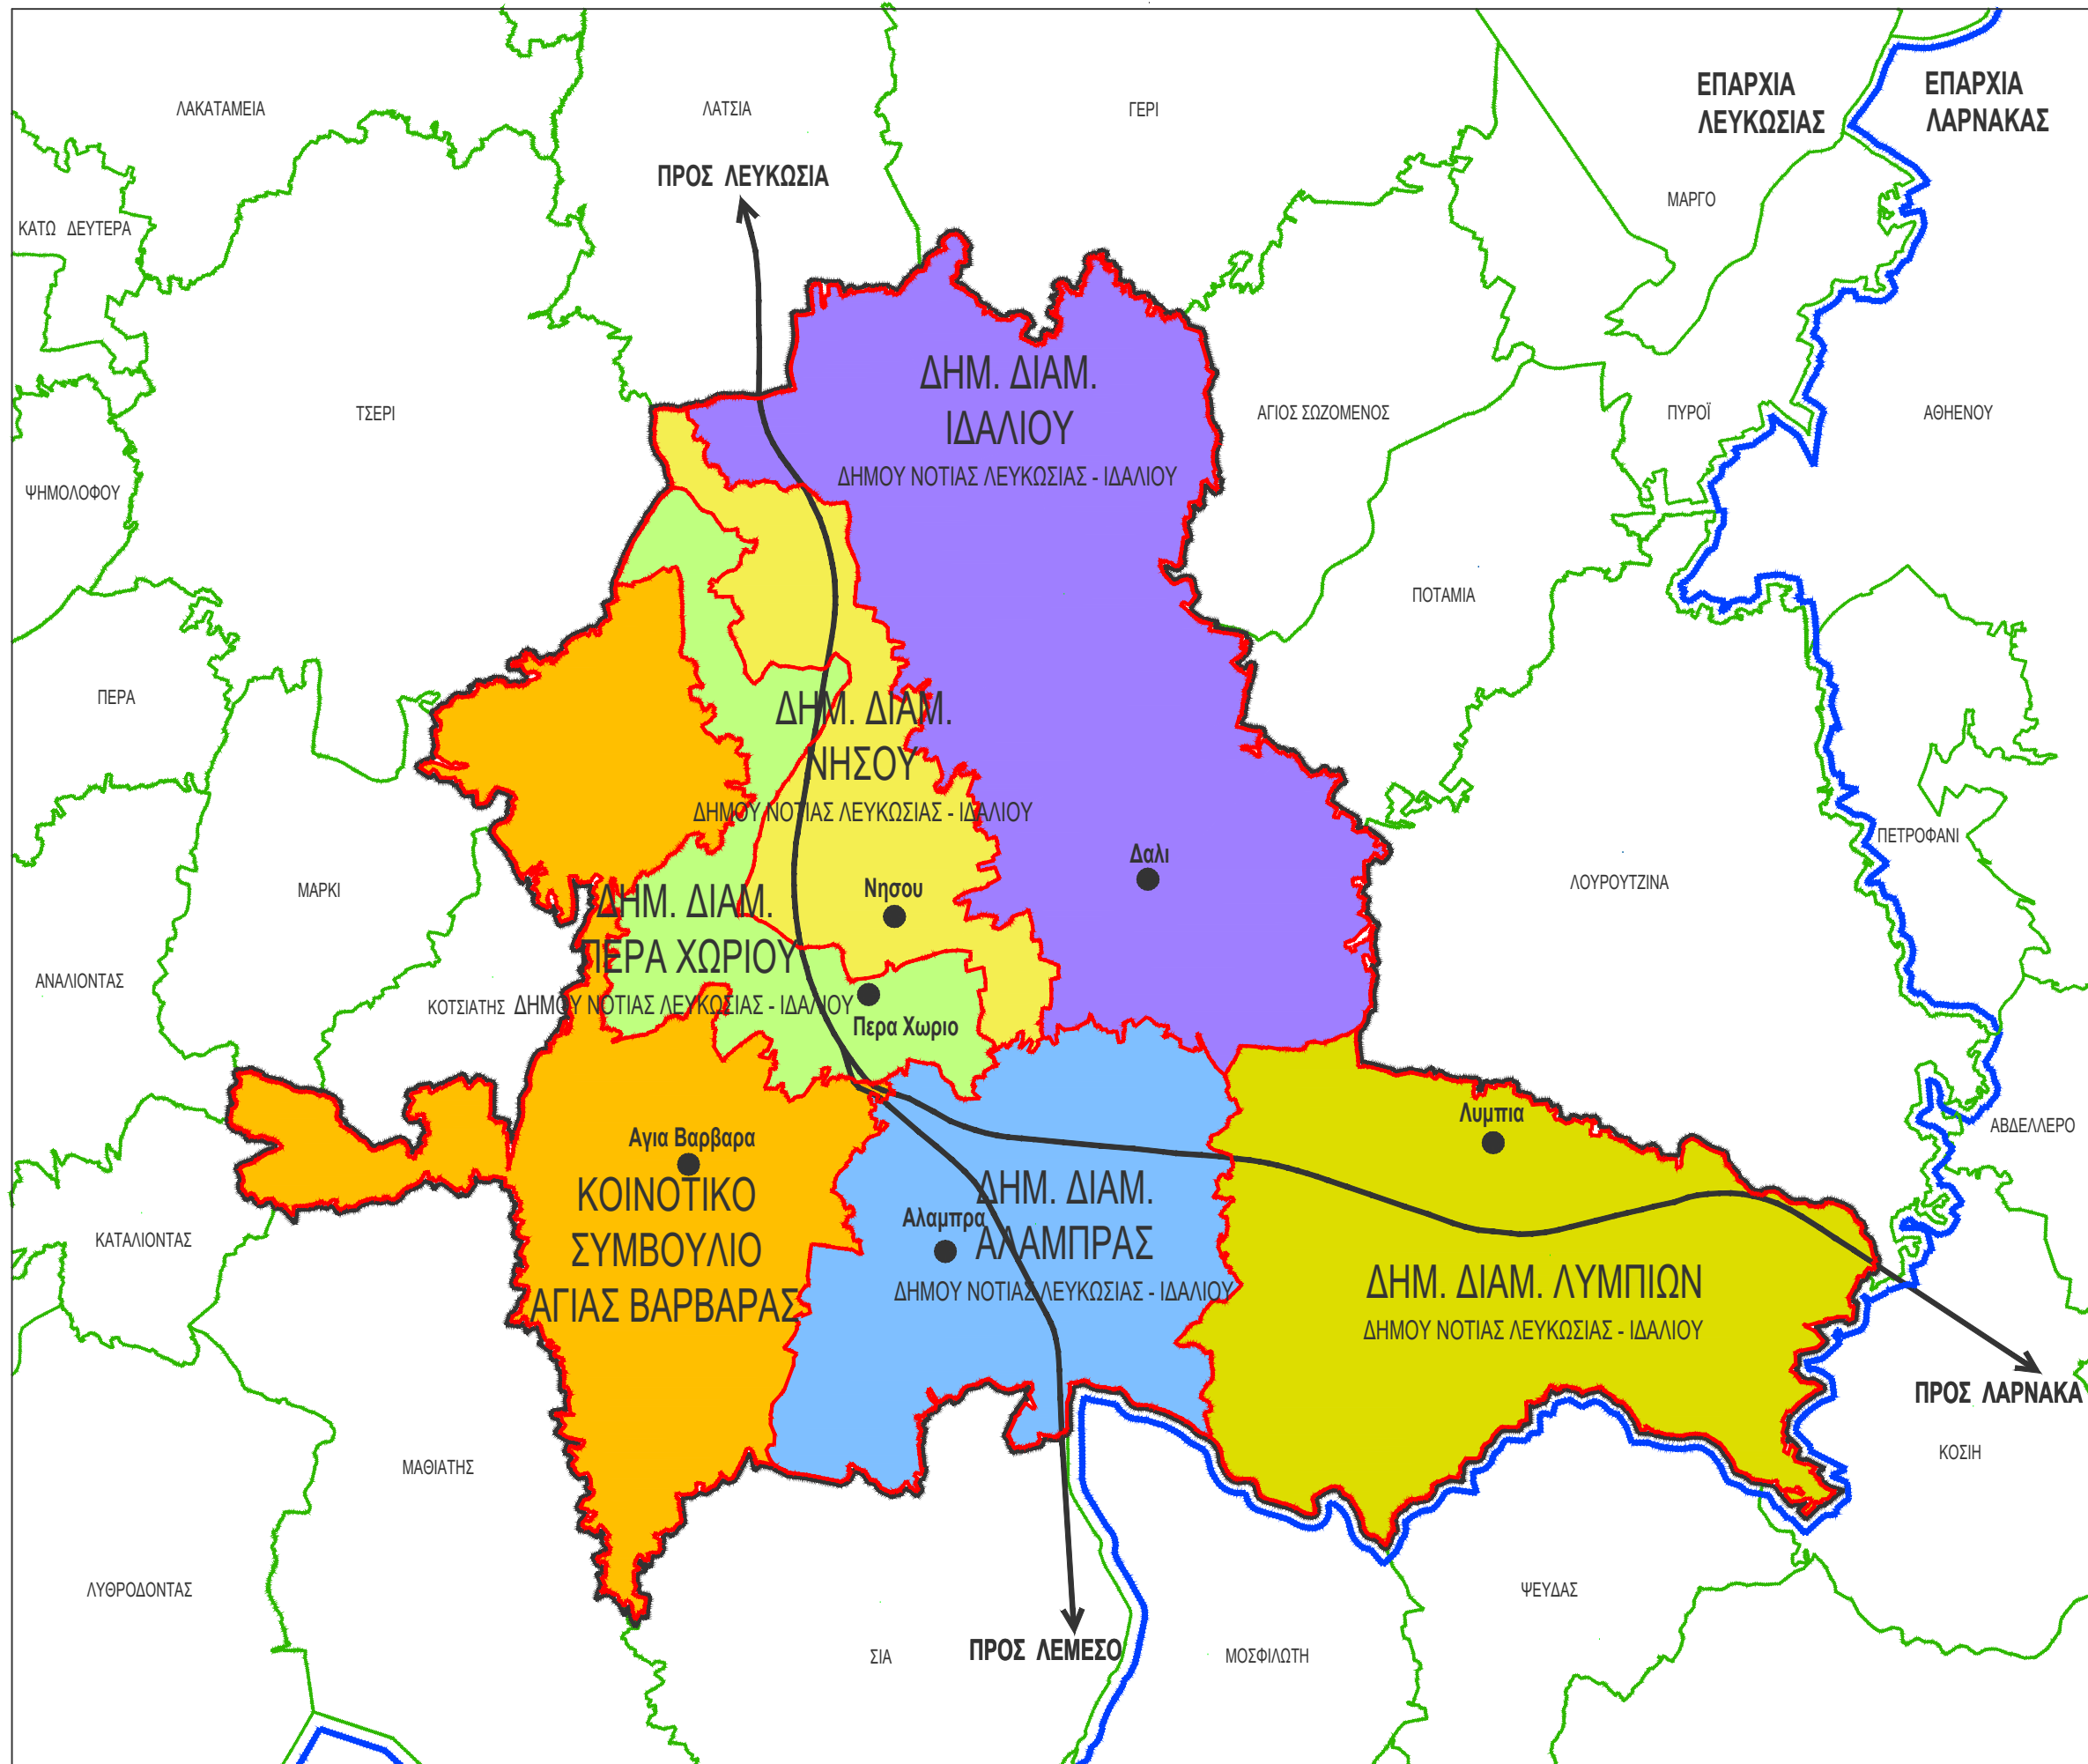 ΛΑΚΑΤΑΜΕΙΑ
ΛΑΤΣΙΑ
ΓΕΡΙ
ΕΠΑΡΧΙΑ
ΛΕΥΚΩΣΙΑΣ
ΕΠΑΡΧΙΑ
ΛΑΡΝΑΚΑΣ
ΠΡΟΣ ΛΕΥΚΩΣΙΑ
ΜΑΡΓΟ
ΚΑΤΩ ΔΕΥΤΕΡΑ
ΔΗΜ. ΔΙΑΜ.
ΙΔΑΛΙΟΥ
ΔΗΜΟΥ ΝΟΤΙΑΣ ΛΕΥΚΩΣΙΑΣ - ΙΔΑΛΙΟΥ
ΤΣΕΡΙ
ΑΓΙΟΣ ΣΩΖΟΜΕΝΟΣ
ΠΥΡΟΪ
ΑΘΗΕΝΟΥ
ΨΗΜΟΛΟΦΟΥ
ΠΟΤΑΜΙΑ
ΠΕΡΑ
ΔΗΜ. ΔΙΑΜ.
ΝΗΣΟΥ
ΔΗΜΟΥ ΝΟΤΙΑΣ ΛΕΥΚΩΣΙΑΣ - ΙΔΑΛΙΟΥ
ΠΕΤΡΟΦΑΝΙ
Δαλι
Νησου
ΜΑΡΚΙ
ΛΟΥΡΟΥΤΖΙΝΑ
ΔΗΜ. ΔΙΑΜ.
ΠΕΡΑ ΧΩΡΙΟΥ
ΔΗΜΟΥ ΝΟΤΙΑΣ ΛΕΥΚΩΣΙΑΣ - ΙΔΑΛΙΟΥ
ΑΝΑΛΙΟΝΤΑΣ
ΚΟΤΣΙΑΤΗΣ
Περα Χωριο
Λυμπια
ΑΒΔΕΛΛΕΡΟ
Αγια Βαρβαρα
ΚΟΙΝΟΤΙΚΟ
ΣΥΜΒΟΥΛΙΟ
ΑΓΙΑΣ ΒΑΡΒΑΡΑΣ
Αλαμπρα
ΔΗΜ. ΔΙΑΜ.
ΑΛΑΜΠΡΑΣ
ΔΗΜΟΥ ΝΟΤΙΑΣ ΛΕΥΚΩΣΙΑΣ - ΙΔΑΛΙΟΥ
ΚΑΤΑΛΙΟΝΤΑΣ
ΔΗΜ. ΔΙΑΜ. ΛΥΜΠΙΩΝ
ΔΗΜΟΥ ΝΟΤΙΑΣ ΛΕΥΚΩΣΙΑΣ - ΙΔΑΛΙΟΥ
ΠΡΟΣ ΛΑΡΝΑΚΑ
ΚΟΣΙΗ
ΜΑΘΙΑΤΗΣ
ΛΥΘΡΟΔΟΝΤΑΣ
ΨΕΥΔΑΣ
ΣΙΑ
ΠΡΟΣ ΛΕΜΕΣΟ
ΜΟΣΦΙΛΩΤΗ